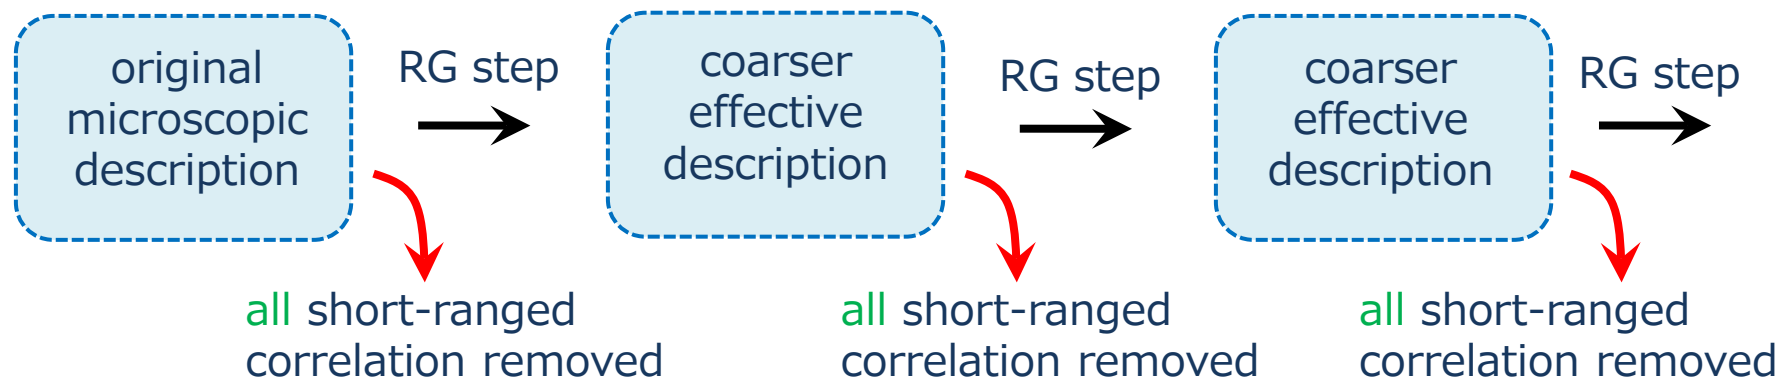 original
microscopic
description
RG step
coarser
effective
description
RG step
coarser
effective
description
RG step
all short-ranged
correlation removed
all short-ranged
correlation removed
all short-ranged
correlation removed